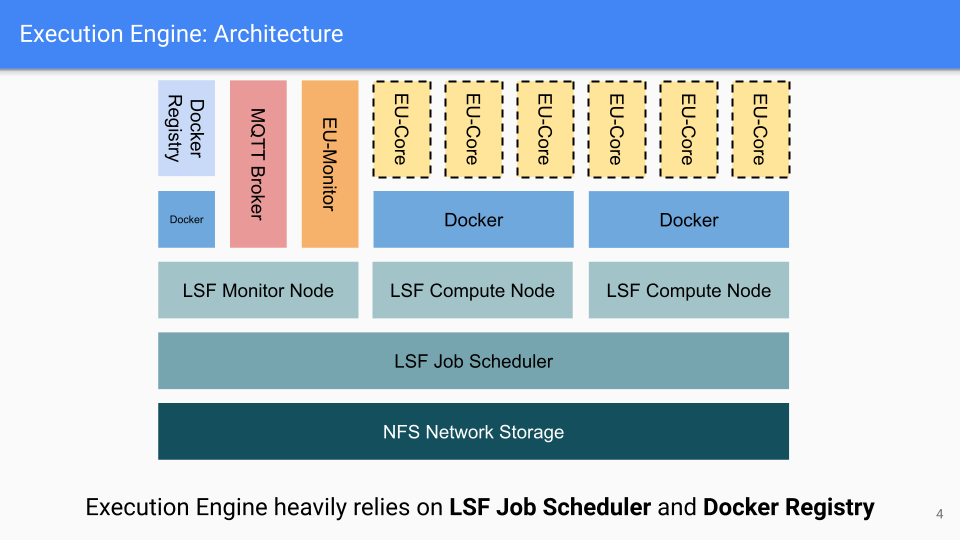 Execution Engine: Architecture
Docker
Registry
MQTT Broker
EU-Monitor
EU-Core
EU-Core
EU-Core
EU-Core
EU-Core
EU-Core
Docker
Docker
Docker
LSF Monitor Node
LSF Compute Node
LSF Compute Node
LSF Job Scheduler
NFS Network Storage
Execution Engine heavily relies on LSF Job Scheduler and Docker Registry
4